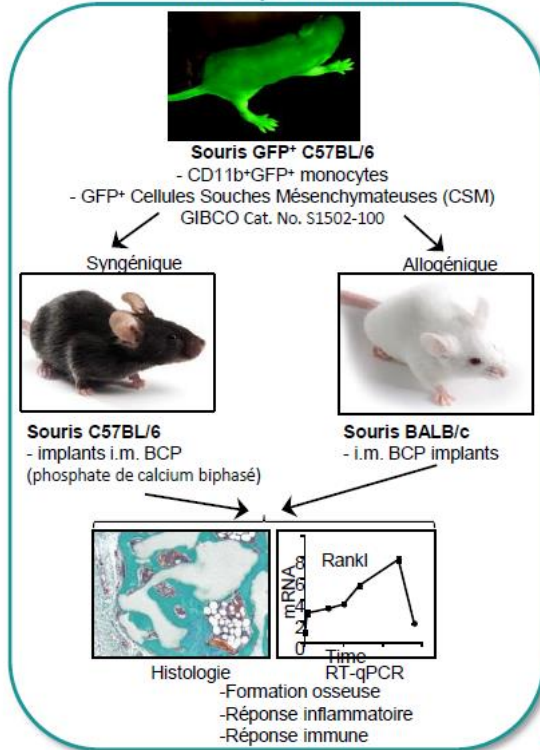 Souris GFP⁺ C57BL/6
- CD11b⁺GFP⁺ monocytes
- GFP⁺ Cellules Souches Mésenchymateuses (CSM)
GIBCO Cat. No. S1502-100
Syngénique
Allogénique
Souris C57BL/6
- implants i.m. BCP
(phosphate de calcium biphasé)
Souris BALB/c
- i.m. BCP implants
mRNA
8
6
4
2
0
Rankl
Time
Histologie
RT-qPCR
-Formation osseuse
-Réponse inflammatoire
-Réponse immune